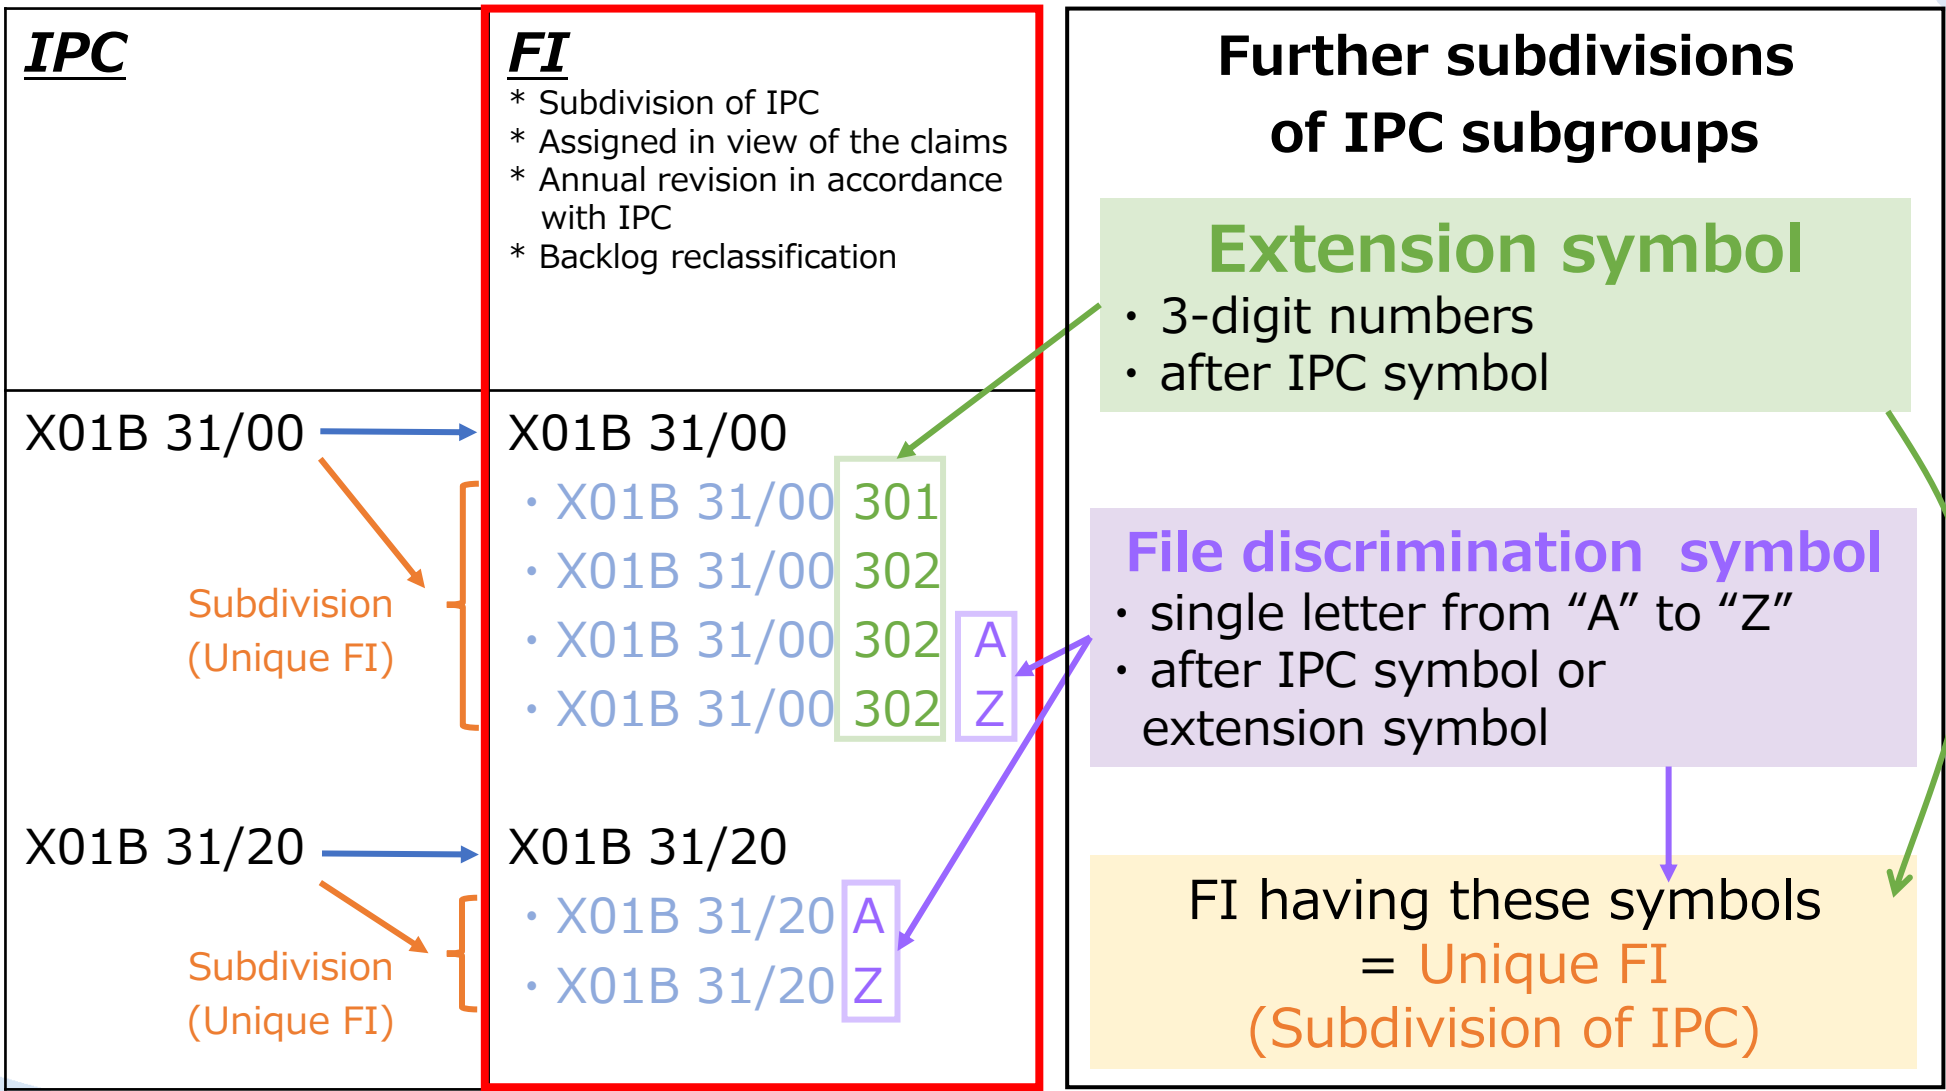 IPC
FI
* Subdivision of IPC
* Assigned in view of the claims
* Annual revision in accordance
with IPC
* Backlog reclassification
X01B 31/00
Subdivision
(Unique FI)
X01B 31/00
・X01B 31/00 301
・X01B 31/00 302
・X01B 31/00 302 A
・X01B 31/00 302 Z
X01B 31/20
Subdivision
(Unique FI)
X01B 31/20
・X01B 31/20 A
・X01B 31/20 Z
Further subdivisions
of IPC subgroups
Extension symbol
・3-digit numbers
・after IPC symbol
File discrimination symbol
・single letter from “A” to “Z”
・after IPC symbol or
extension symbol
FI having these symbols
= Unique FI
(Subdivision of IPC)